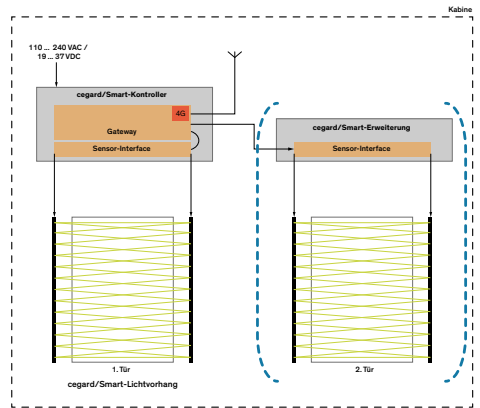 Kabine
110 ... 240 VAC /
19 ... 37 VDC
cegard/Smart-Kontroller
4G
Gateway
Sensor-Interface
cegard/Smart-Erweiterung
Sensor-Interface
1. Tür
2. Tür
cegard/Smart-Lichtvorhang